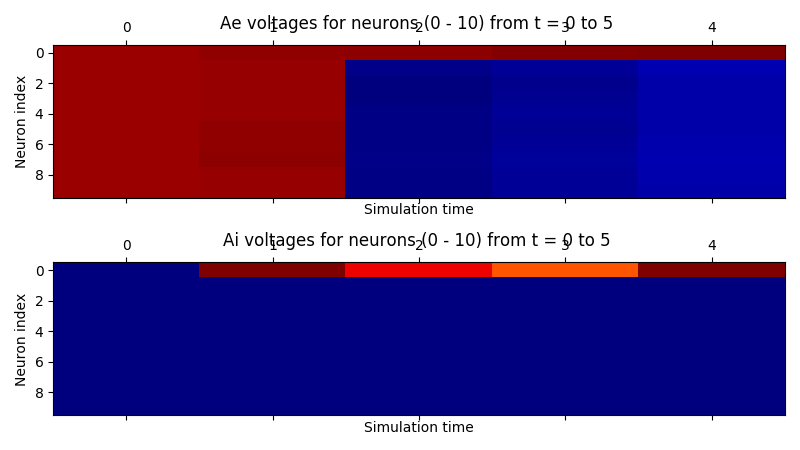 Ae voltages for neurons (0 - 10) from t = 0 to 5
0 1 2 3 4
0
2
4
6
8
Neuron index
Simulation time
Ai voltages for neurons (0 - 10) from t = 0 to 5
0 1 2 3 4
0
2
4
6
8
Neuron index
Simulation time